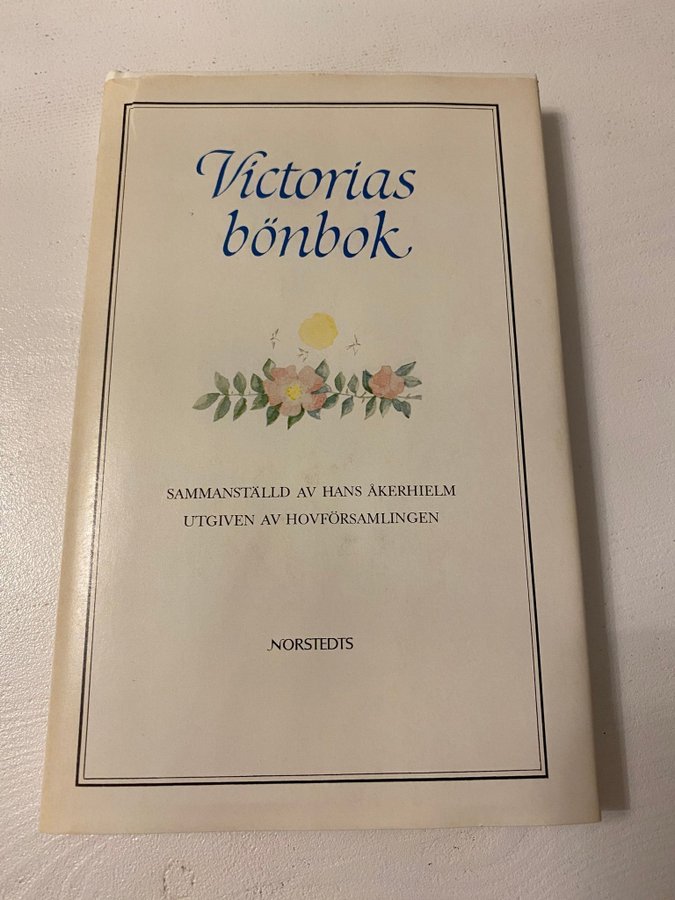 Victorias
bönbok
SAMMANSTÄLLD AV HANS ÅKERHIELM
UTGIVEN AV HOVFÖRSAMLINGEN
NORSTEDTS